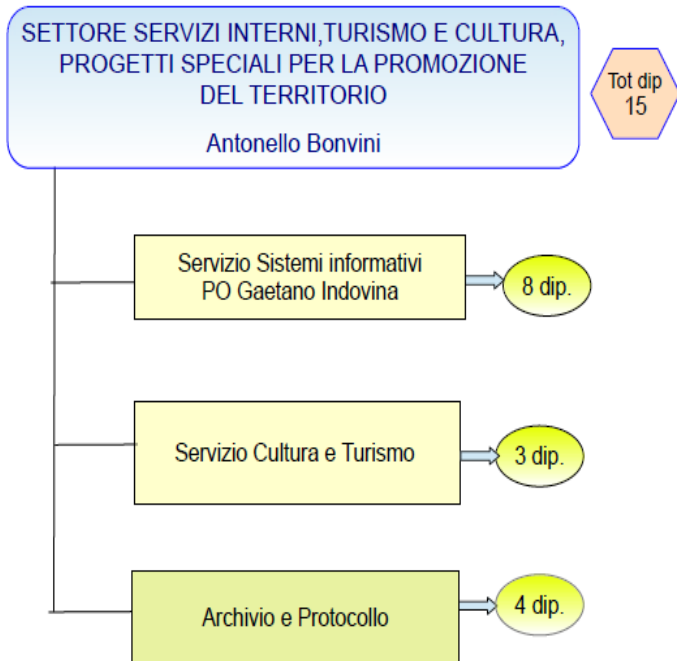 SETTORE SERVIZI INTERNI,TURISMO E CULTURA,
PROGETTI SPECIALI PER LA PROMOZIONE
DEL TERRITORIO
Antonello Bonvini
Tot dip
15
Servizio Sistemi informativi
PO Gaetano Indovina
8 dip.
Servizio Cultura e Turismo
3 dip.
Archivio e Protocollo
4 dip.